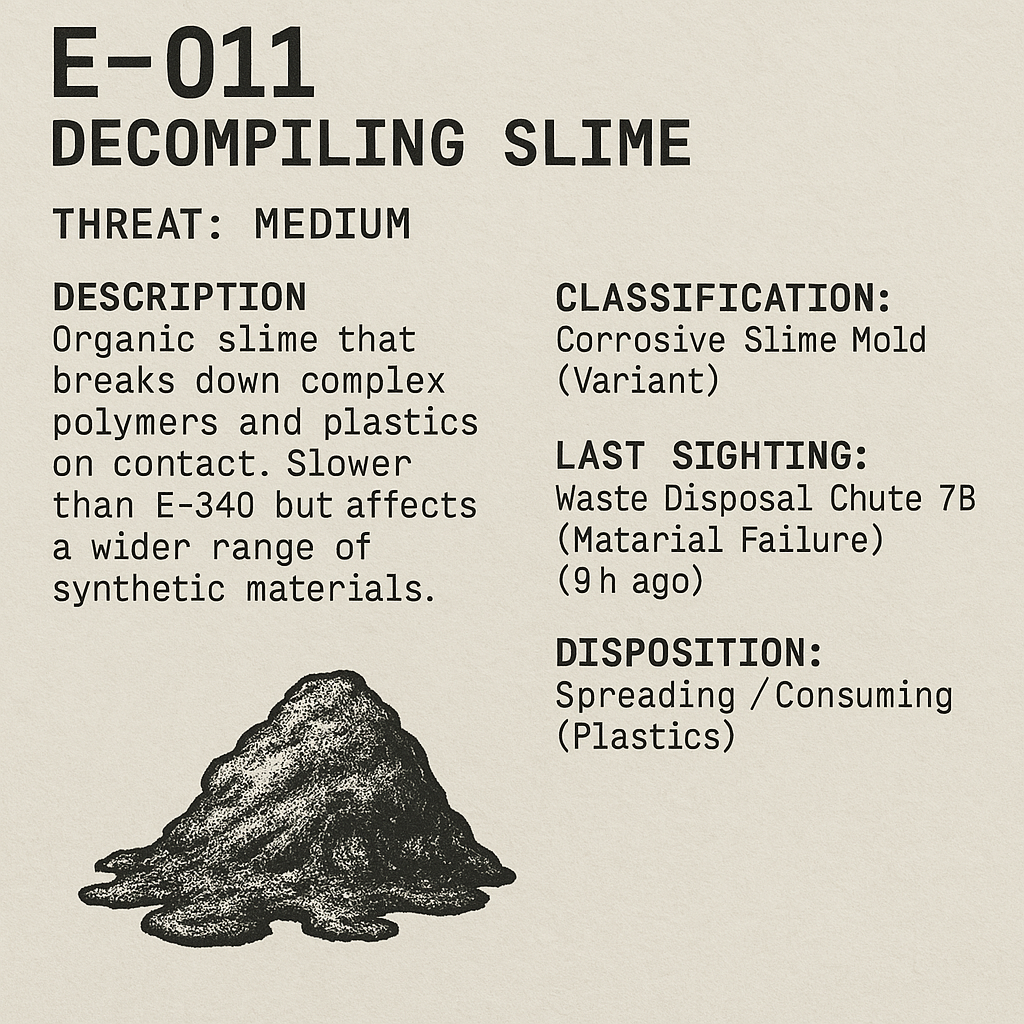 E-011
DECOMPILING SLIME
THREAT: MEDIUM
DESCRIPTION
Organic slime that
breaks down complex
polymers and plastics
on contact. Slower
than E-340 but affects
a wider range of
synthetic materials.
CLASSIFICATION:
Corrosive Slime Mold
(Variant)
LAST SIGHTING:
Waste Disposal Chute 7B
(Matarial Failure)
(9 h ago)
DISPOSITION:
Spreading / Consuming
(Plastics)